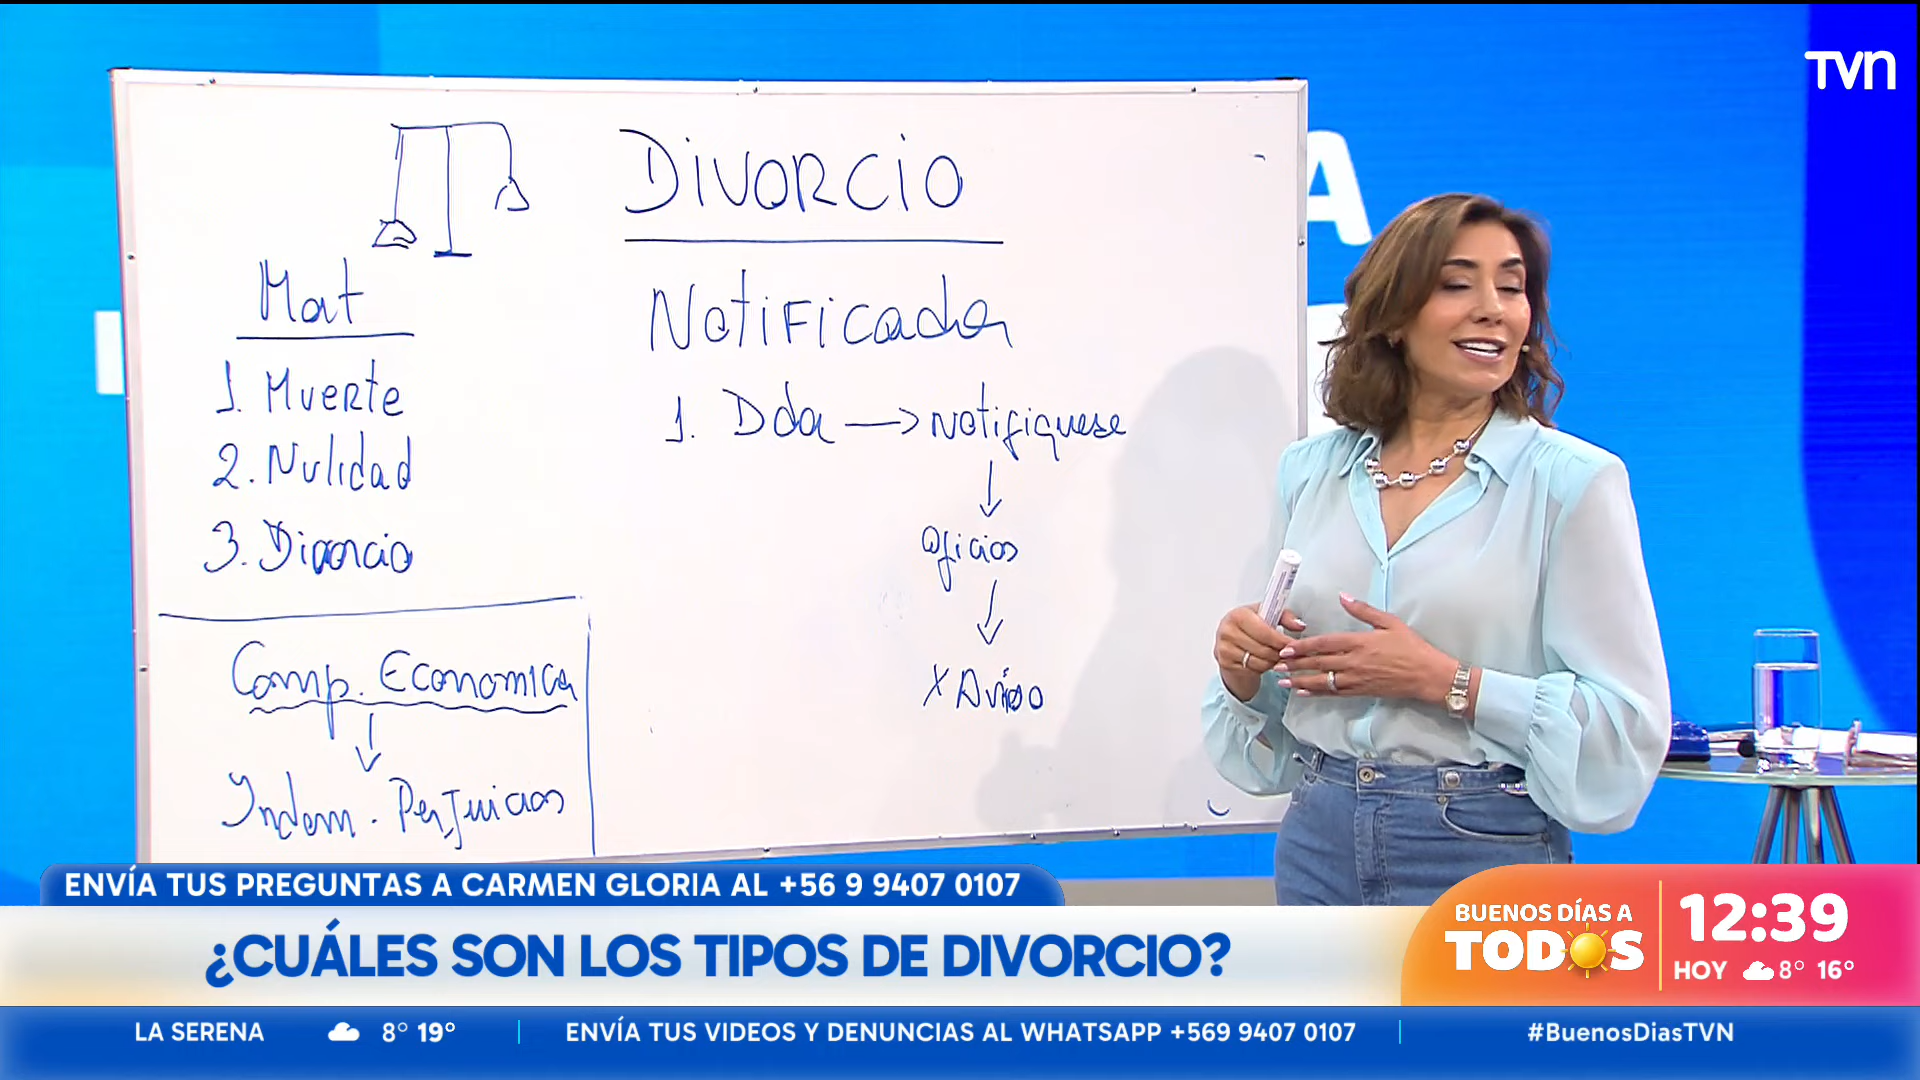 TVN
DIVORCIO
Mat
1. Muerte
2. Nulidad
3. Divorcio
Comp. Economica
Indem. Perjuicios
Notificada
1. Dda → Notifiquese
Oficios
X Aviso
A
ENVÍA TUS PREGUNTAS A CARMEN GLORIA AL +56 9 9407 0107
¿CUÁLES SON LOS TIPOS DE DIVORCIO?
BUENOS DÍAS A
TODOS
12:39
HOY 8° 16°
LA SERENA 8° 19° ENVÍA TUS VIDEOS Y DENUNCIAS AL WHATSAPP +569 9407 0107 #BuenosDiasTVN